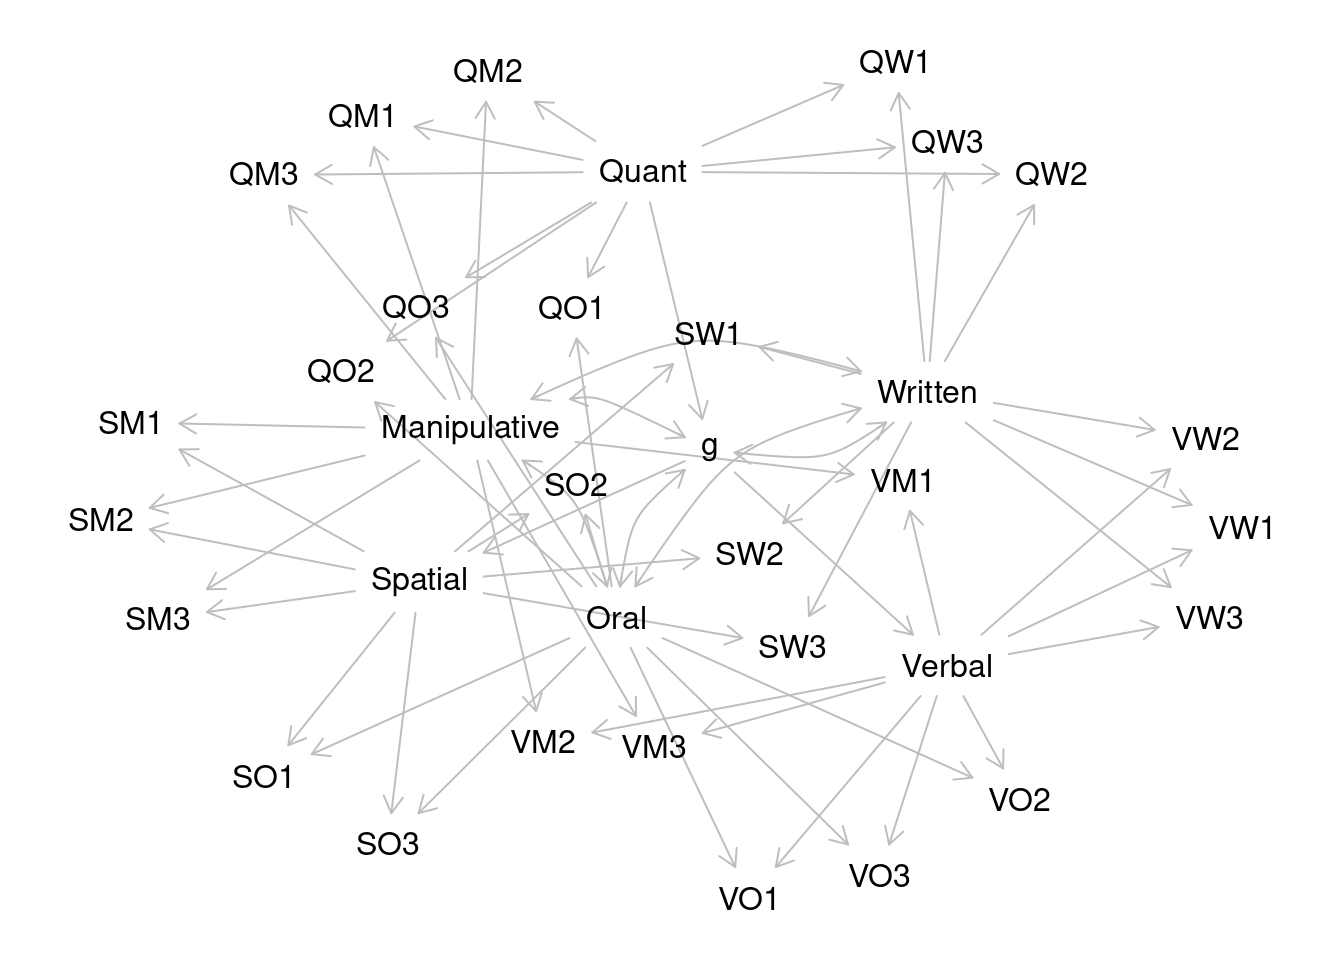 QW1
QM2
QM1
QW3
Quant
QM3
QW2
QO3
QO1
SW1
QO2
Written
SM1
Manipulative
VW2
g
VM1
SO2
SM2
VW1
SW2
Spatial
Oral
SM3
VW3
SW3
Verbal
VM2
VM3
SO1
VO2
SO3
VO3
VO1